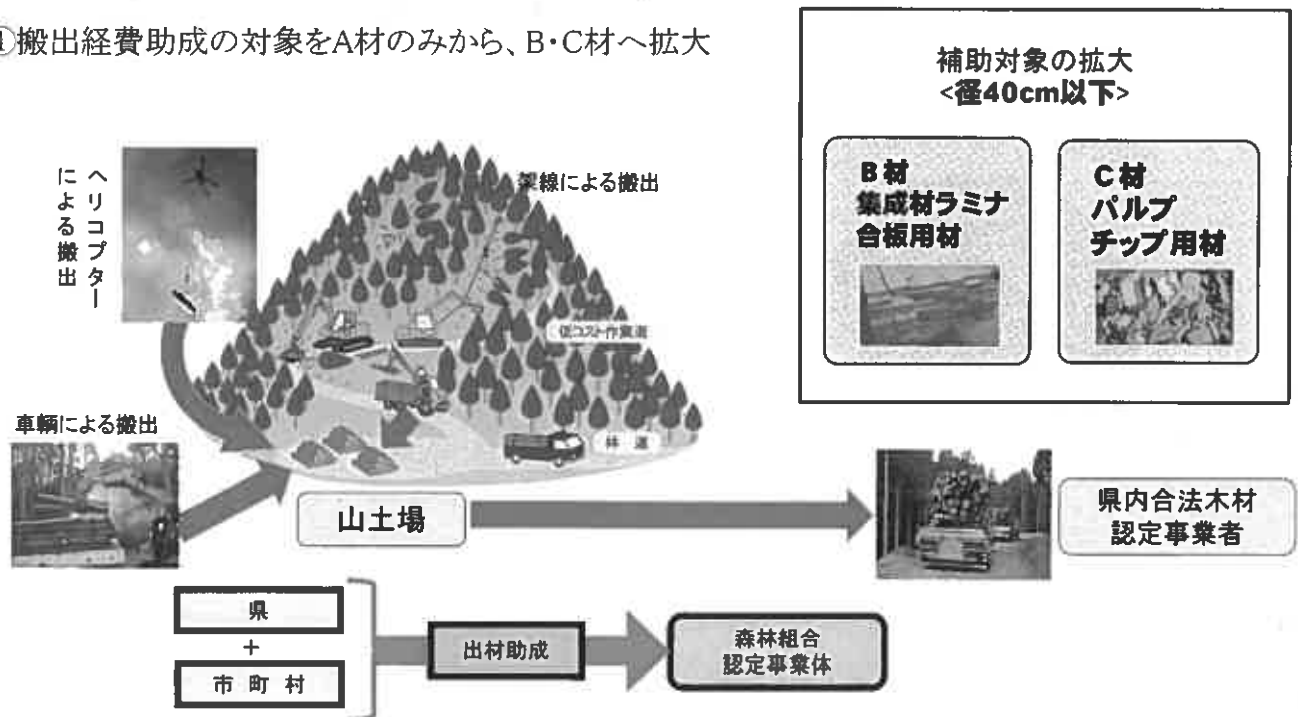 ①搬出経費助成の対象をA材のみから、B・C材へ拡大
補助対象の拡大
<径40cm以下>
B材
集成材ラミナ
合板用材
C材
パルプ
チップ用材
ヘリコプター
による搬出
架線による搬出
低コスト作業道
林道
車輌による搬出
山土場
県内合法木材
認定事業者
県
+
市町村
出材助成
森林組合
認定事業体